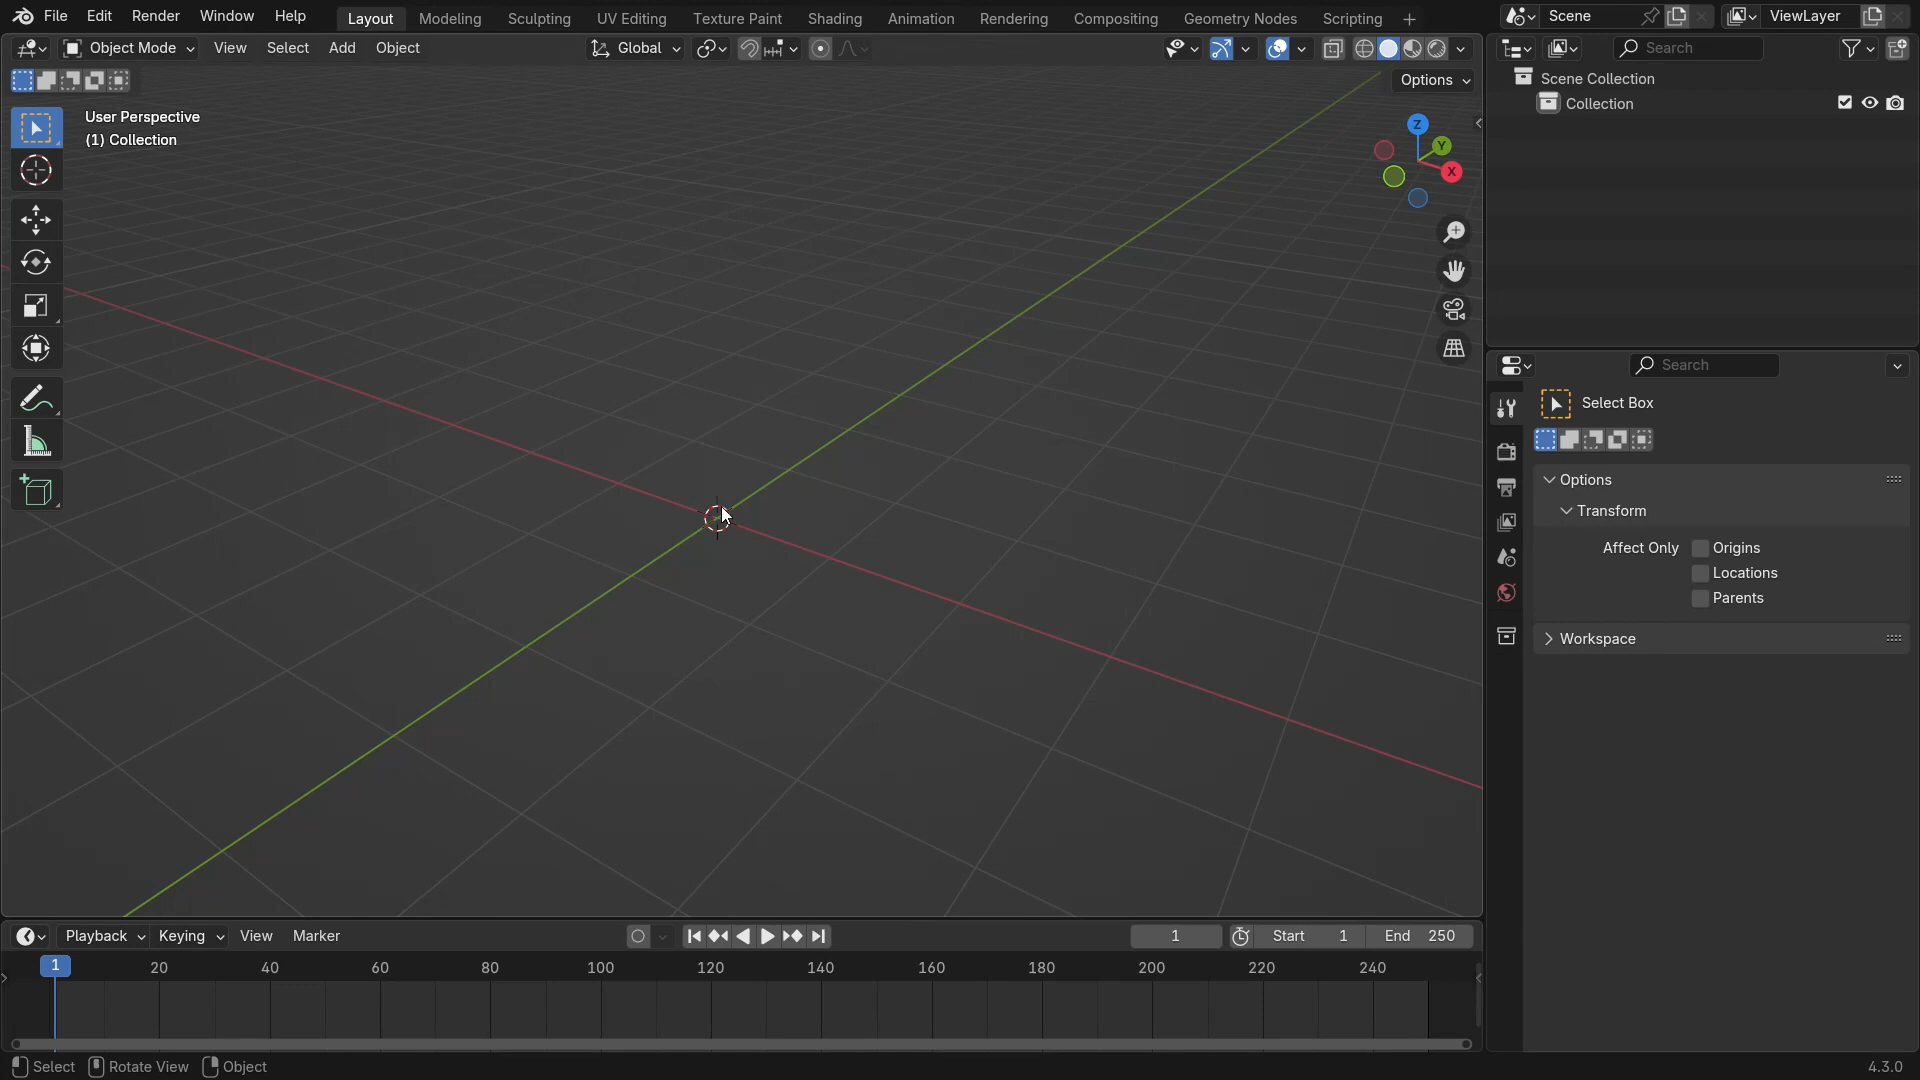 File Edit Render Window Help Layout Modeling Sculpting UV Editing Texture Paint Shading Animation Rendering Compositing Geometry Nodes Scripting + Scene ViewLayer
Object Mode View Select Add Object Global Search
Options
User Perspective
(1) Collection
Z
Y
X
Scene Collection
Collection
Search
Select Box
Options
Transform
Affect Only Origins
Locations
Parents
Workspace
Playback Keying View Marker 1 Start 1 End 250
1 20 40 60 80 100 120 140 160 180 200 220 240
Select Rotate View Object 4.3.0